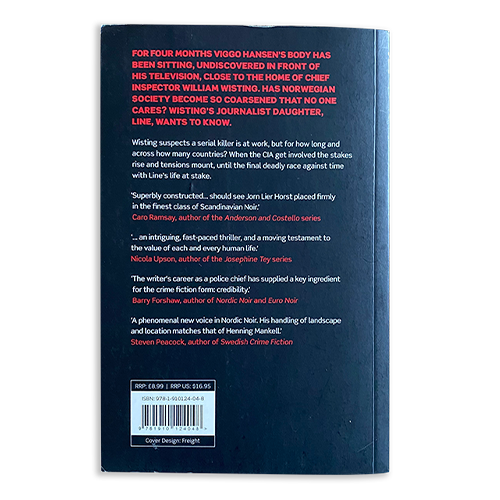 FOR FOUR MONTHS VIGGO HANSEN'S BODY HAS
BEEN SITTING, UNDISCOVERED IN FRONT OF
HIS TELEVISION, CLOSE TO THE HOME OF CHIEF
INSPECTOR WILLIAM WISTING. HAS NORWEGIAN
SOCIETY BECOME SO COARSENED THAT NO ONE
CARES? WISTING'S JOURNALIST DAUGHTER,
LINE, WANTS TO KNOW.
Wisting suspects a serial killer is at work, but for how long and
across how many countries? When the CIA get involved the stakes
rise and tensions mount, until the final deadly race against time
with Line's life at stake.
'Superbly constructed... should see Jorn Lier Horst placed firmly
in the finest class of Scandinavian Noir.'
Caro Ramsay, author of the Anderson and Costello series
'... an intriguing, fast-paced thriller, and a moving testament to
the value of each and every human life.'
Nicola Upson, author of the Josephine Tey series
'The writer's career as a police chief has supplied a key ingredient
for the crime fiction form: credibility.'
Barry Forshaw, author of Nordic Noir and Euro Noir
'A phenomenal new voice in Nordic Noir. His handling of landscape
and location matches that of Henning Mankell.'
Steven Peacock, author of Swedish Crime Fiction
RRP: £8.99 | RRP US: $16.95
ISBN: 978-1-910124-04-8
9 781910 124048 >
Cover Design: Freight